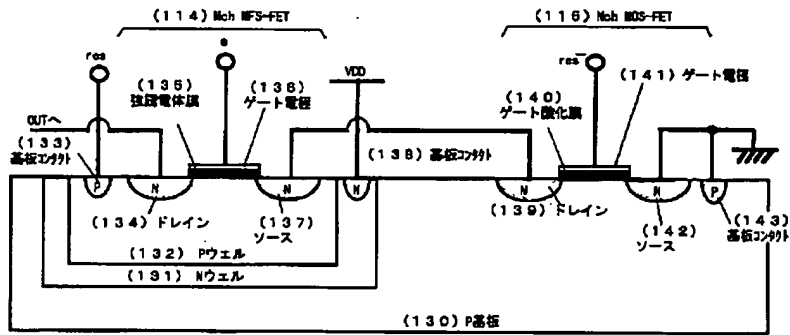 (114) Nch MFS-FET
(116) Nch MOS-FET
res
e
VDD
res
(135)
強誘電体膜
(136)
ゲート電極
(140)
ゲート酸化膜
(141) ゲート電極
OUTへ
(133)
基板コンタクト
(138) 基板コンタクト
P
N
N
N
N
N
P
(134) ドレイン
(137)
ソース
(139) ドレイン
(142)
ソース
(143)
基板コンタクト
(132) Pウェル
(131) Nウェル
(130) P基板